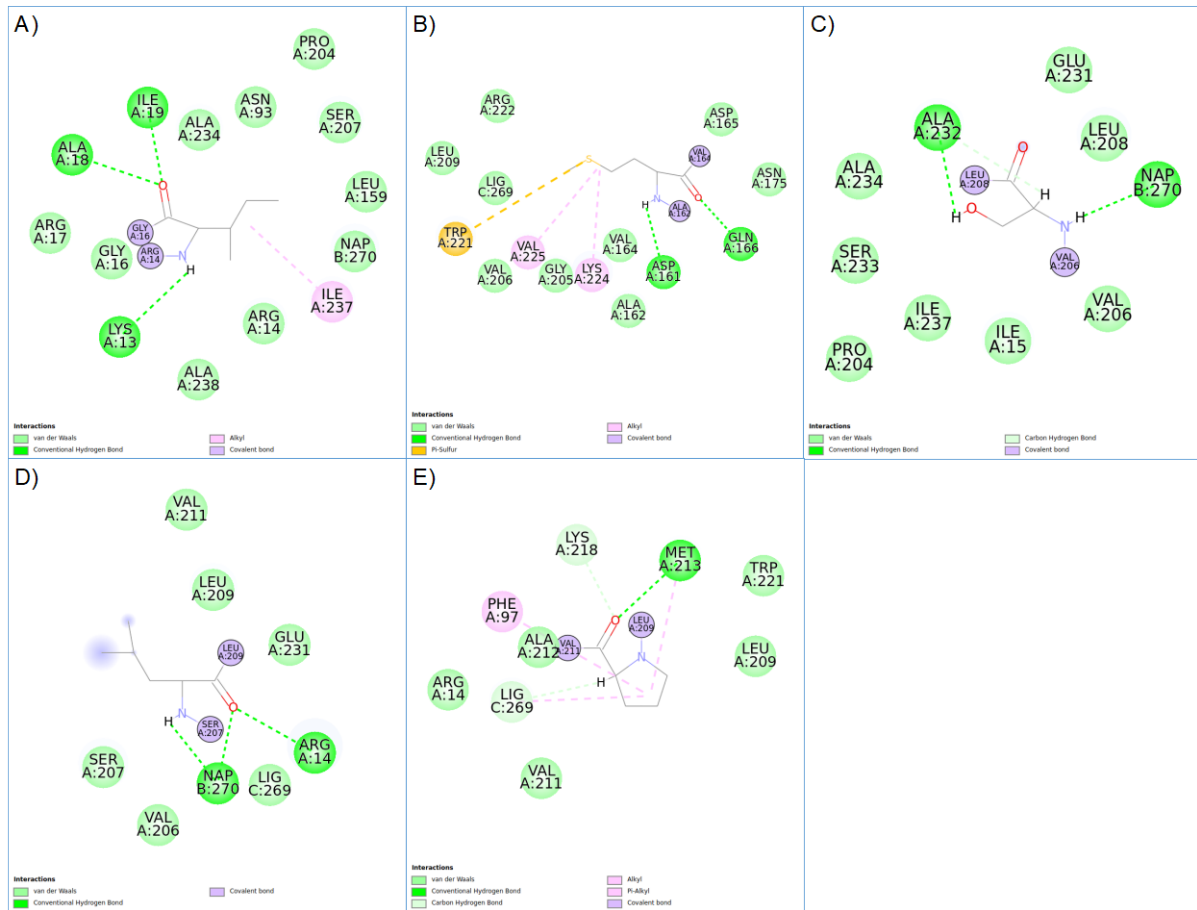 A)
PRO
A:204
ILE
A:19
ASN
A:93
ALA
A:234
SER
A:207
ALA
A:18
LEU
A:159
ARG
A:17
GLY
A:16
GLY
A:16
ARG
A:14
NAP
B:270
ILE
A:237
LYS
A:13
ARG
A:14
ALA
A:238
O
N
H
Interactions
van der Waals
Conventional Hydrogen Bond
Alkyl
Covalent bond
B)
ARG
A:222
ASP
A:165
LEU
A:209
S
VAL
A:164
ASN
A:175
LIG
C:269
N
O
H
ALA
A:162
TRP
A:221
VAL
A:225
VAL
A:164
GLN
A:166
VAL
A:206
GLY
A:205
LYS
A:224
ASP
A:161
ALA
A:162
Interactions
van der Waals
Conventional Hydrogen Bond
Pi-Sulfur
Alkyl
Covalent bond
C)
GLU
A:231
ALA
A:232
LEU
A:208
O
ALA
A:234
LEU
A:208
NAP
B:270
H
O
H
H
N
SER
A:233
VAL
A:206
ILE
A:237
ILE
A:15
VAL
A:206
PRO
A:204
Interactions
van der Waals
Conventional Hydrogen Bond
Carbon Hydrogen Bond
Covalent bond
D)
VAL
A:211
LEU
A:209
GLU
A:231
LEU
A:209
O
N
H
SER
A:207
ARG
A:14
SER
A:207
NAP
B:270
LIG
C:269
VAL
A:206
Interactions
van der Waals
Conventional Hydrogen Bond
Covalent bond
E)
LYS
A:218
MET
A:213
TRP
A:221
PHE
A:97
O
LEU
A:209
ALA
A:212
VAL
A:211
N
LEU
A:209
H
ARG
A:14
LIG
C:269
VAL
A:211
Interactions
van der Waals
Conventional Hydrogen Bond
Carbon Hydrogen Bond
Alkyl
Pi-Alkyl
Covalent bond